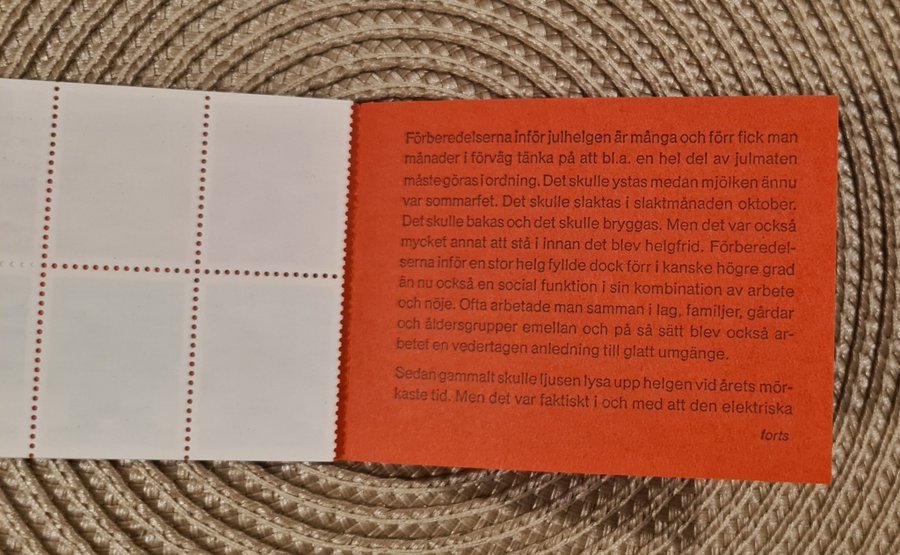 Förberedelserna inför julhelgen är många och förr fick man
månader i förväg tänka på att bl.a. en hel del av julmaten
måste göras i ordning. Det skulle ystas medan mjölken ännu
var sommarfet. Det skulle slaktas i slaktmånaden oktober.
Det skulle bakas och det skulle bryggas. Men det var också
mycket annat att stå i innan det blev helgfrid. Förberedel-
serna inför en stor helg fyllde dock förr i kanske högre grad
än nu också en social funktion i sin kombination av arbete
och nöje. Ofta arbetade man samman i lag, familjer, gårdar
och åldersgrupper emellan och på så sätt blev också ar-
betet en vedertagen anledning till glatt umgänge.
Sedan gammalt skulle ljusen lysa upp helgen vid årets mör-
kaste tid. Men det var faktiskt i och med att den elektriska
forts